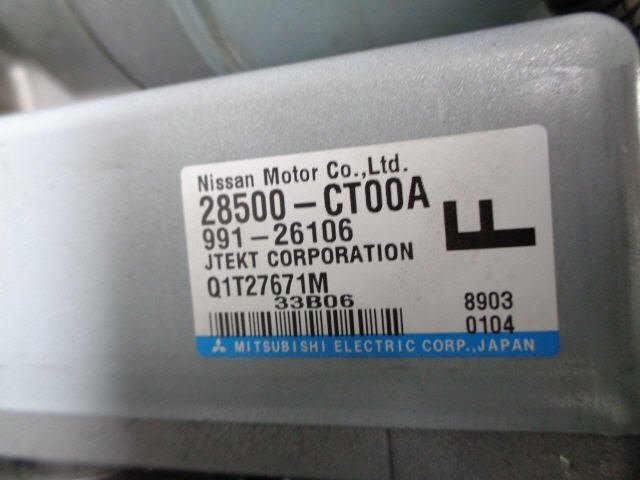 Nissan Motor Co.,Ltd.
28500-CT00A
991-26106
JTEKT CORPORATION
F
Q1T27671M
33B06
8903
0104
MITSUBISHI ELECTRIC CORP.,JAPAN